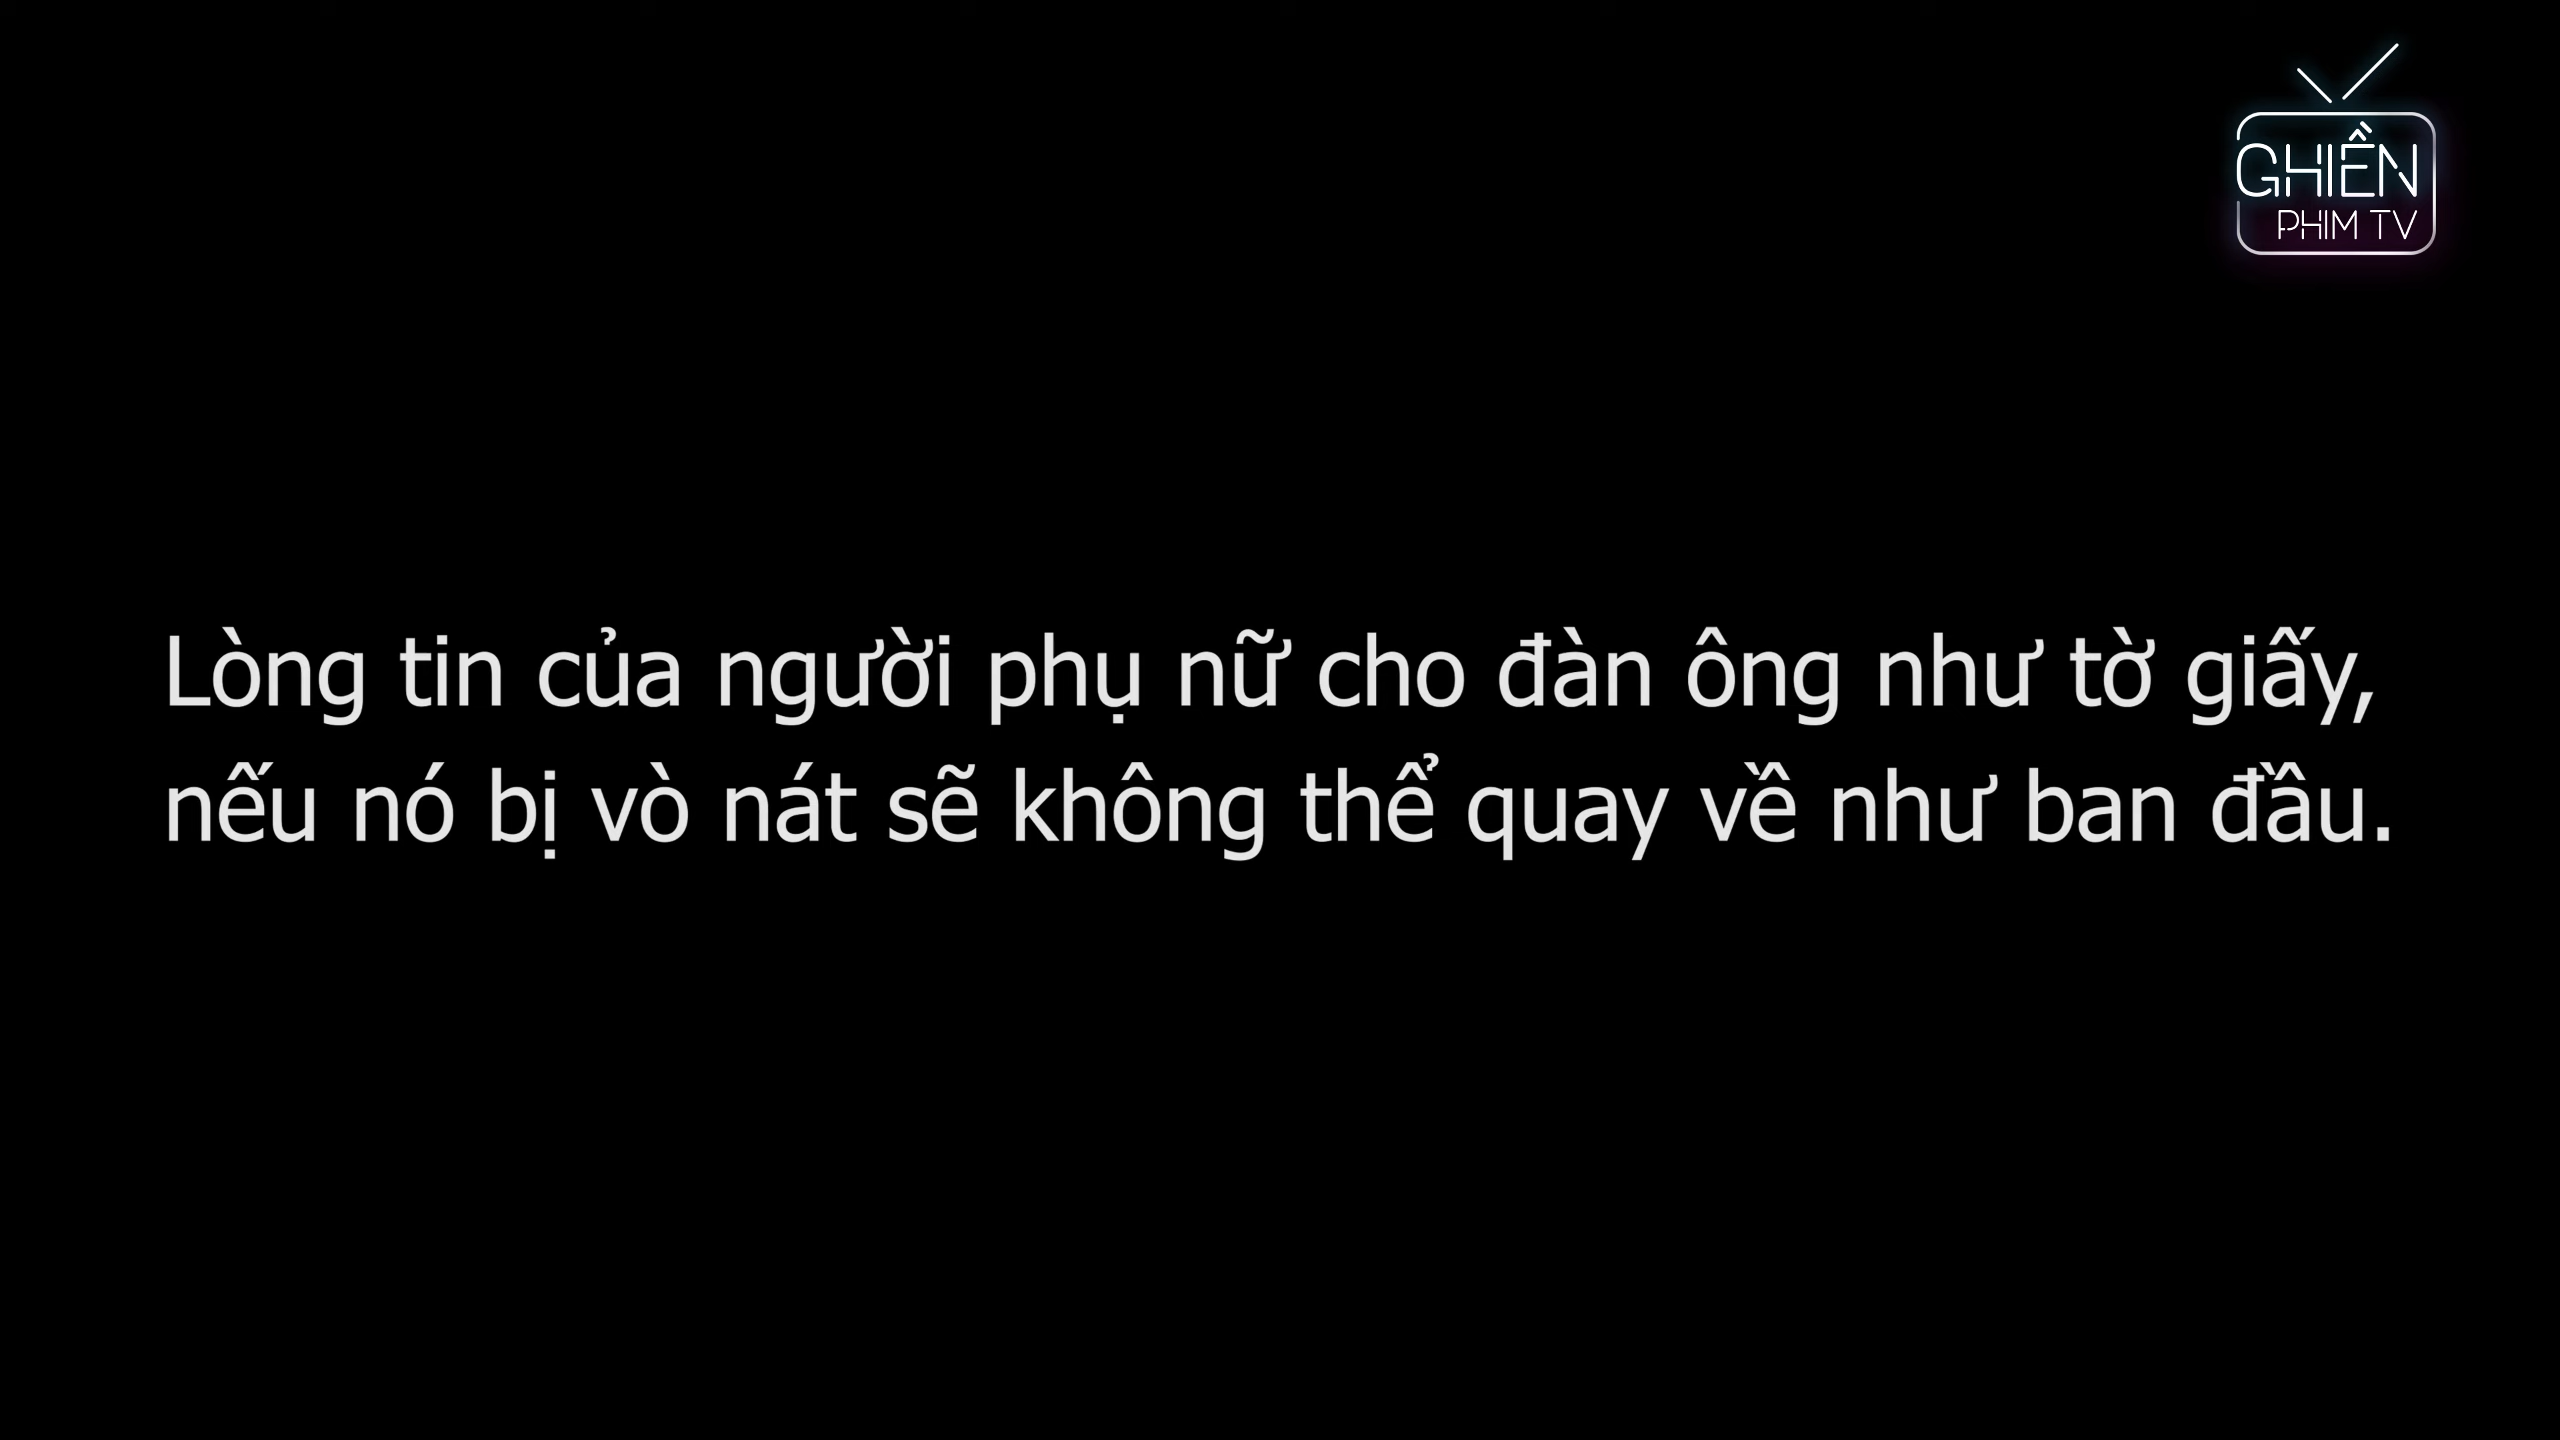 GHIỀN
PHIM TV
Lòng tin của người phụ nữ cho đàn ông như tờ giấy,
nếu nó bị vò nát sẽ không thể quay về như ban đầu.